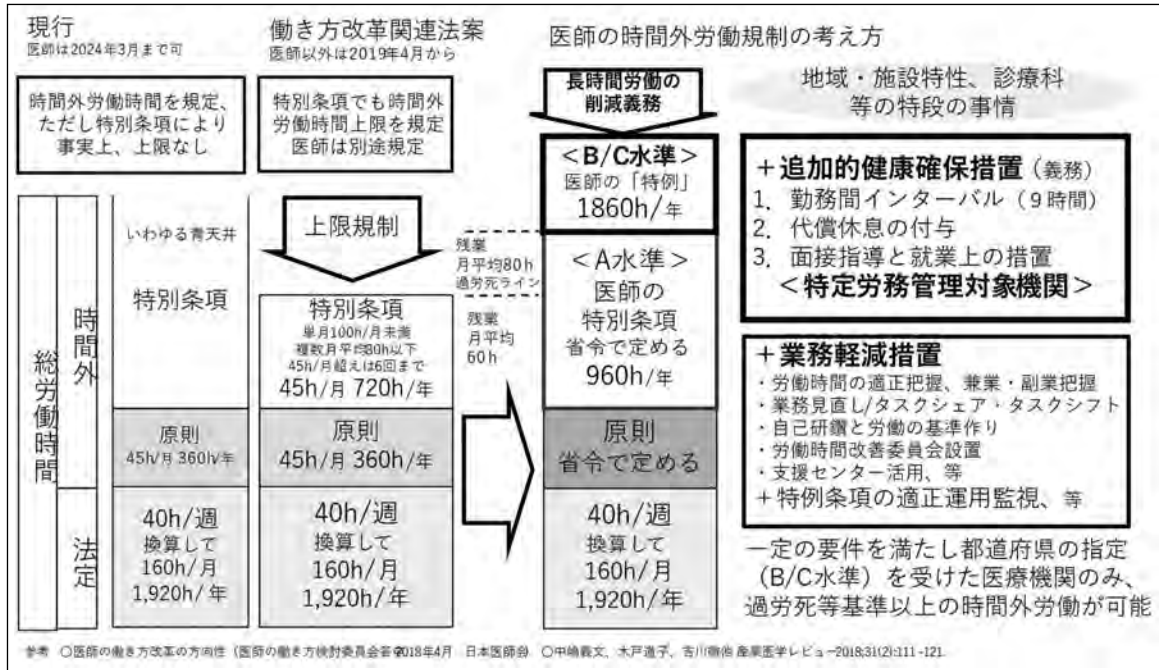 現行
医師は2024年3月まで可
時間外労働時間を規定、
ただし特別条項により
事実上、上限なし
働き方改革関連法案
医師以外は2019年4月から
特別条項でも時間外
労働時間上限を規定
医師は別途規定
医師の時間外労働規制の考え方
長時間労働の
削減義務
地域・施設特性、診療科
等の特段の事情
総労働時間
時間外
法定
いわゆる青天井
特別条項
原則
45h/月 360h/年
40h/週
換算して
160h/月
1,920h/年
上限規制
特別条項
単月100h/月未満
複数月平均80h以下
45h/月超えは6回まで
45h/月 720h/年
原則
45h/月 360h/年
40h/週
換算して
160h/月
1,920h/年
残業
月平均80h
過労死ライン
残業
月平均
60h
<B/C水準>
医師の「特例」
1860h/年
<A水準>
医師の
特別条項
省令で定める
960h/年
原則
省令で定める
40h/週
換算して
160h/月
1,920h/年
+追加的健康確保措置(義務)
1. 勤務間インターバル(9時間)
2. 代償休息の付与
3. 面接指導と就業上の措置
<特定労務管理対象機関>
+業務軽減措置
・労働時間の適正把握、兼業・副業把握
・業務見直し/タスクシェア・タスクシフト
・自己研鑽と労働の基準作り
・労働時間改善委員会設置
・支援センター活用、等
+特例条項の適正運用監視、等
一定の要件を満たし都道府県の指定
(B/C水準)を受けた医療機関のみ、
過労死等基準以上の時間外労働が可能
参考 ○医師の働き方改革の方向性(医師の働き方検討委員会答申2018年4月 日本医師会 ○中嶋義文、木戸道子、吉川徹他 産業医学レビュー2018;31(2):111-121.